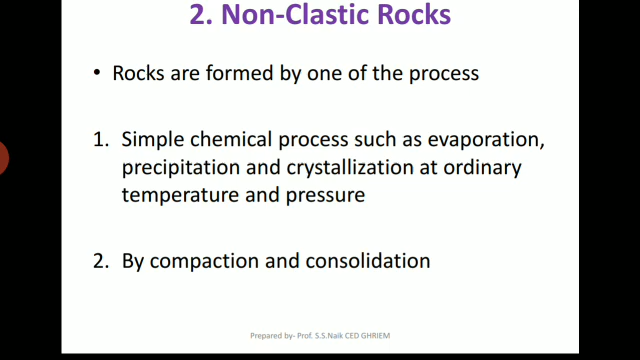 2. Non-Clastic Rocks
• Rocks are formed by one of the process
1. Simple chemical process such as evaporation,
precipitation and crystallization at ordinary
temperature and pressure
2. By compaction and consolidation
Prepared by- Prof. S.S.Naik CED GHRIEM